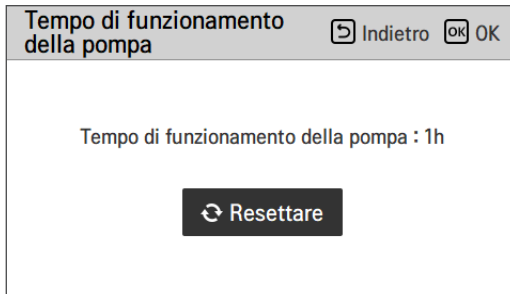 Tempo di funzionamento
della pompa
Indietro OK OK
Tempo di funzionamento della pompa : 1h
Resettare